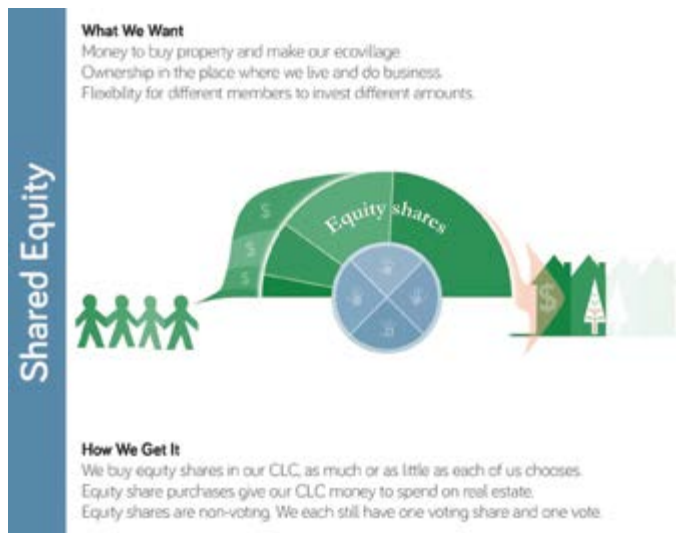 Shared Equity
What We Want
Money to buy property and make our ecovillage.
Ownership in the place where we live and do business.
Flexibility for different members to invest different amounts.
$
$
$
Equity shares
$
How We Get It
We buy equity shares in our CLC, as much or as little as each of us chooses.
Equity share purchases give our CLC money to spend on real estate.
Equity shares are non-voting. We each still have one voting share and one vote.